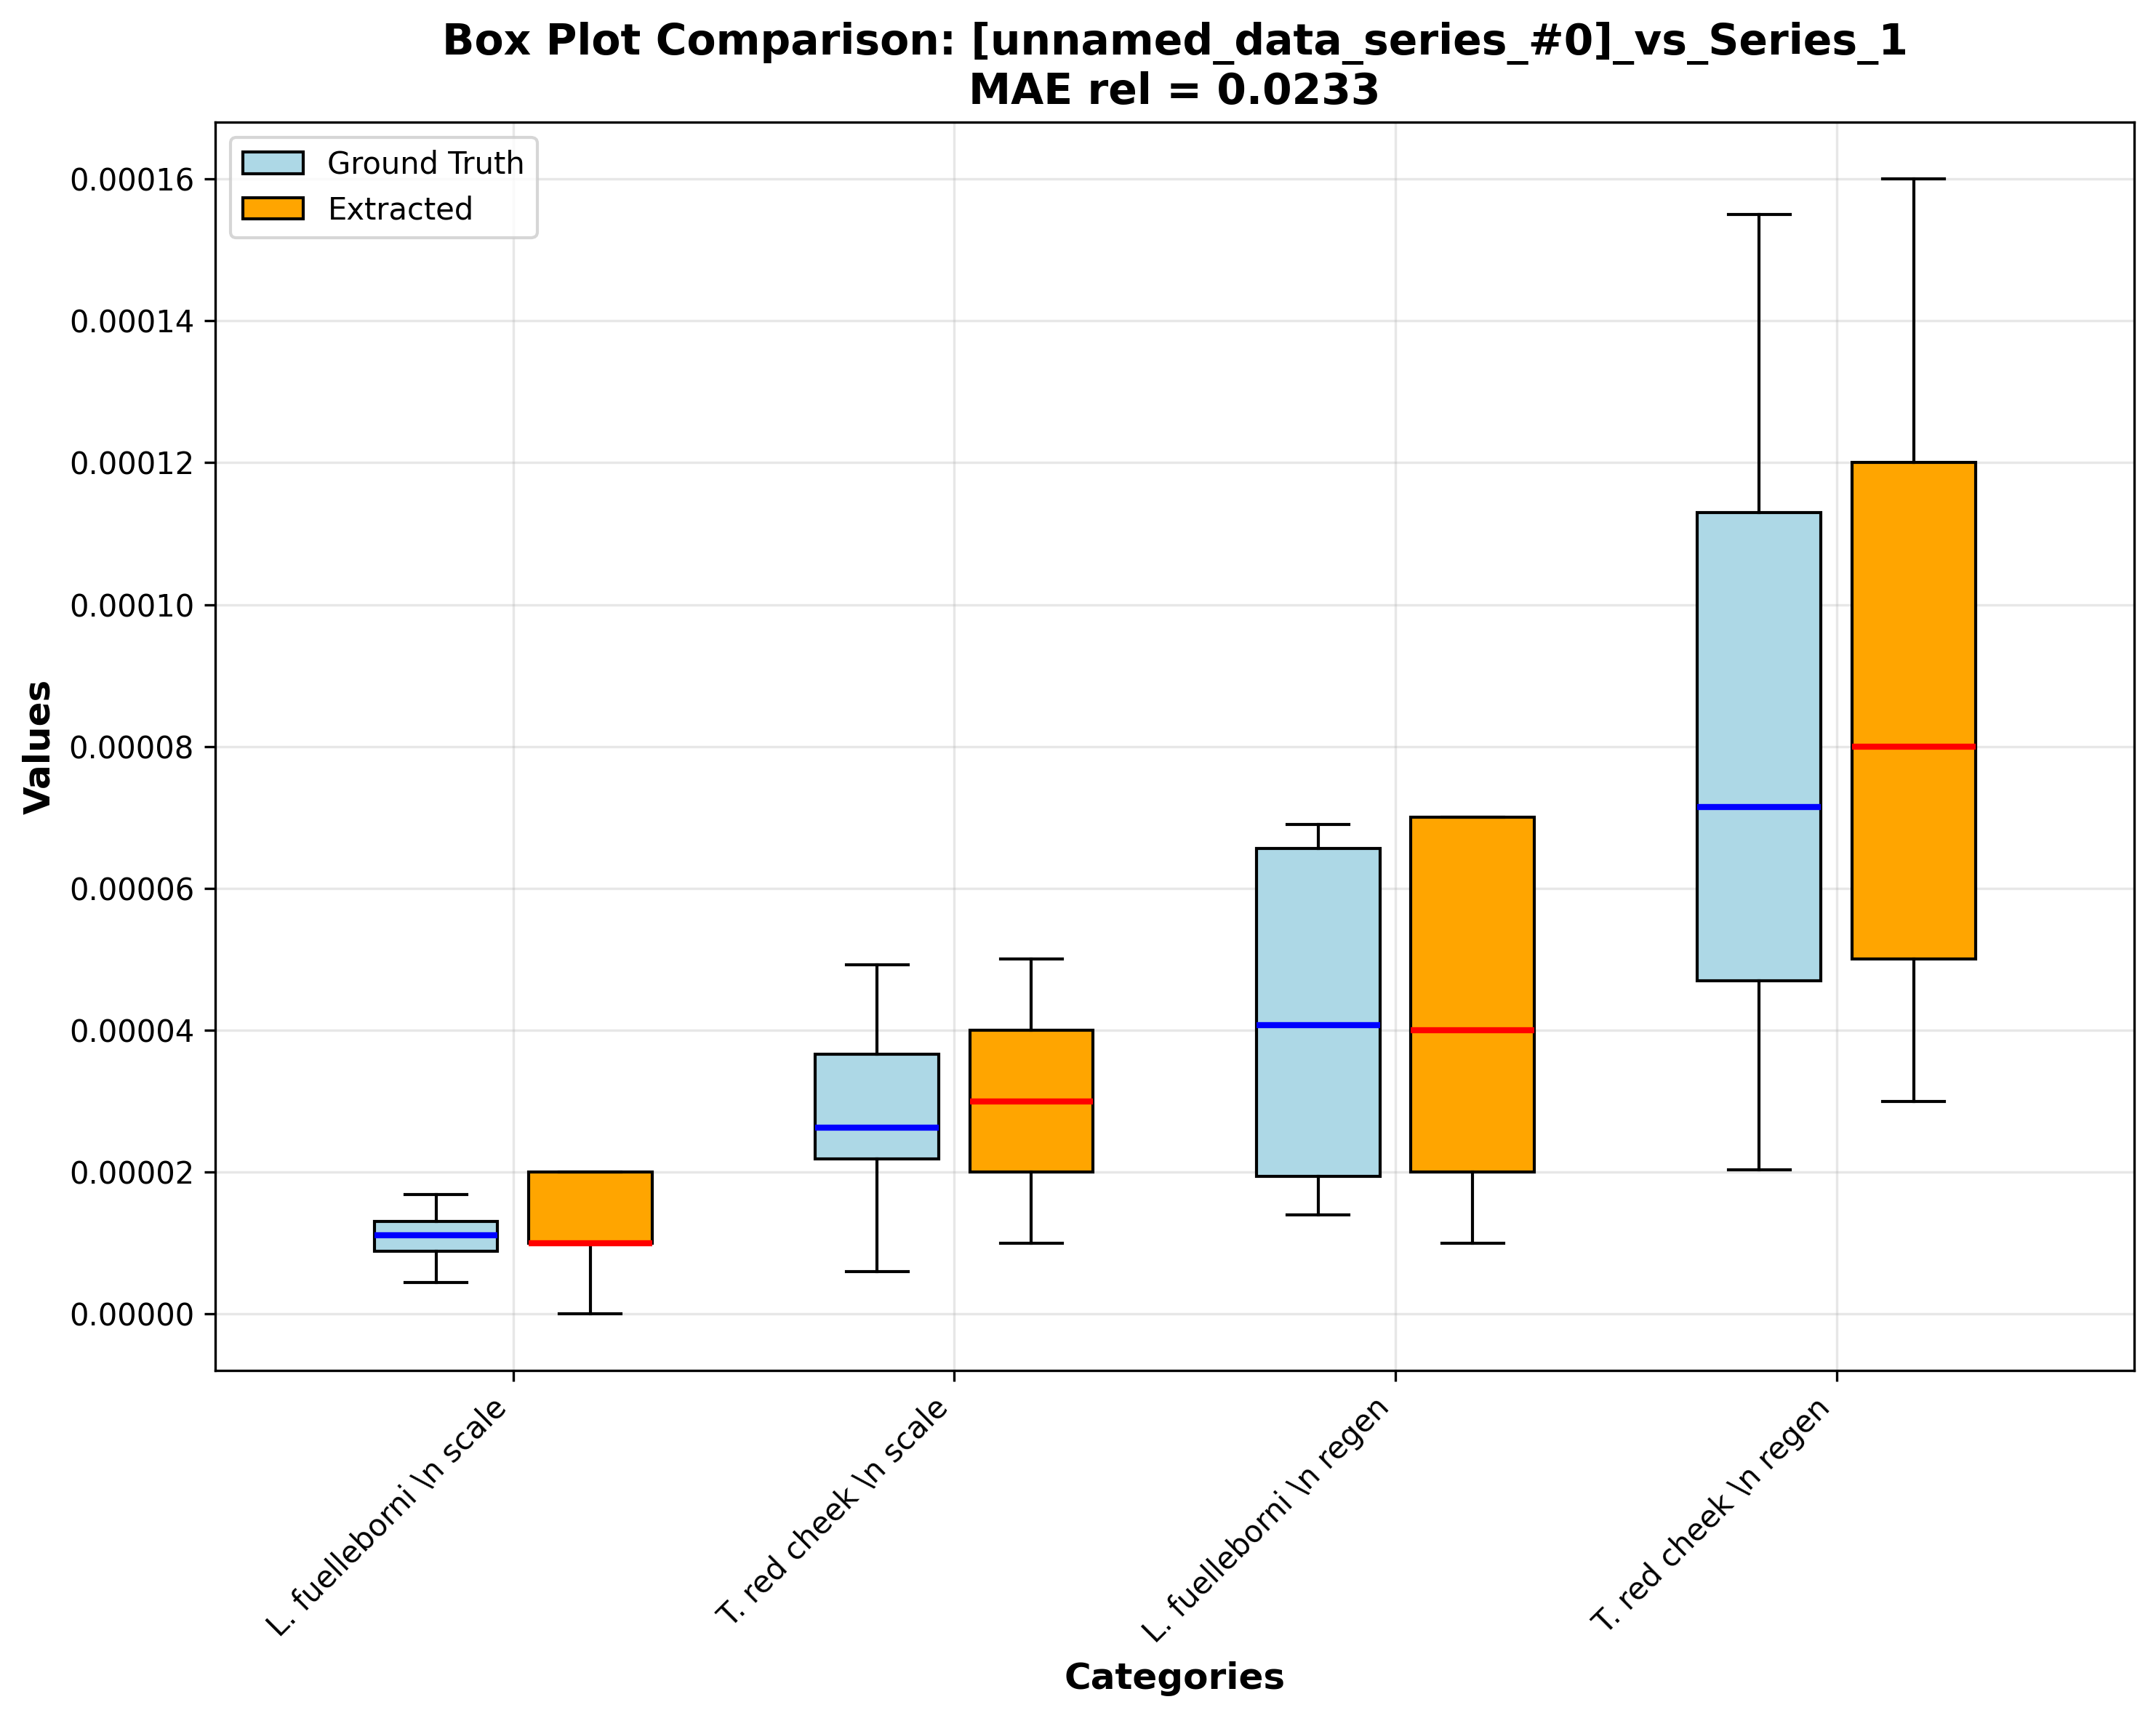 Box Plot Comparison: [unnamed_data_series_#0]_vs_Series_1
MAE rel = 0.0233
Ground Truth
Extracted
0.00016
0.00014
0.00012
0.00010
0.00008
0.00006
0.00004
0.00002
0.00000
Values
L. fuelleborni \\n scale
T. red cheek \\n scale
L. fuelleborni \\n regen
T. red cheek \\n regen
Categories